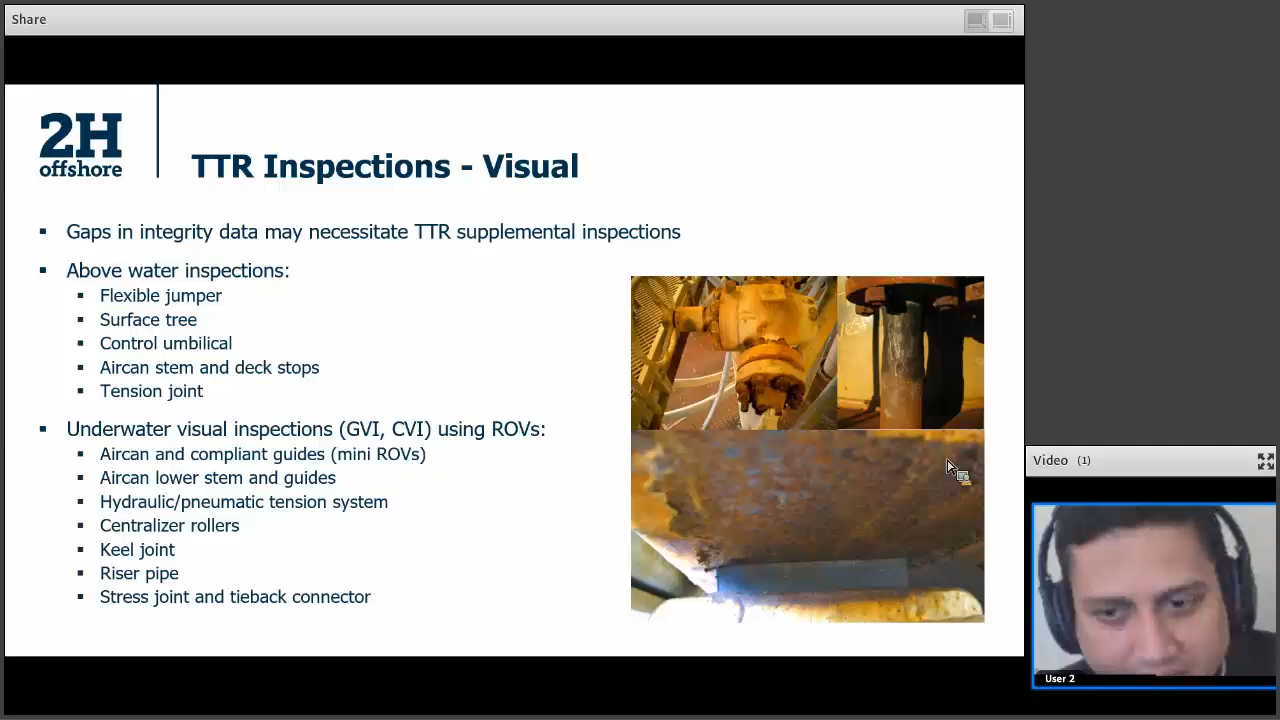 Share
2H
offshore
TTR Inspections - Visual
Gaps in integrity data may necessitate TTR supplemental inspections
Above water inspections:
Flexible jumper
Surface tree
Control umbilical
Aircan stem and deck stops
Tension joint
Underwater visual inspections (GVI, CVI) using ROVs:
Aircan and compliant guides (mini ROVs)
Aircan lower stem and guides
Hydraulic/pneumatic tension system
Centralizer rollers
Keel joint
Riser pipe
Stress joint and tieback connector
Video (1)
User 2